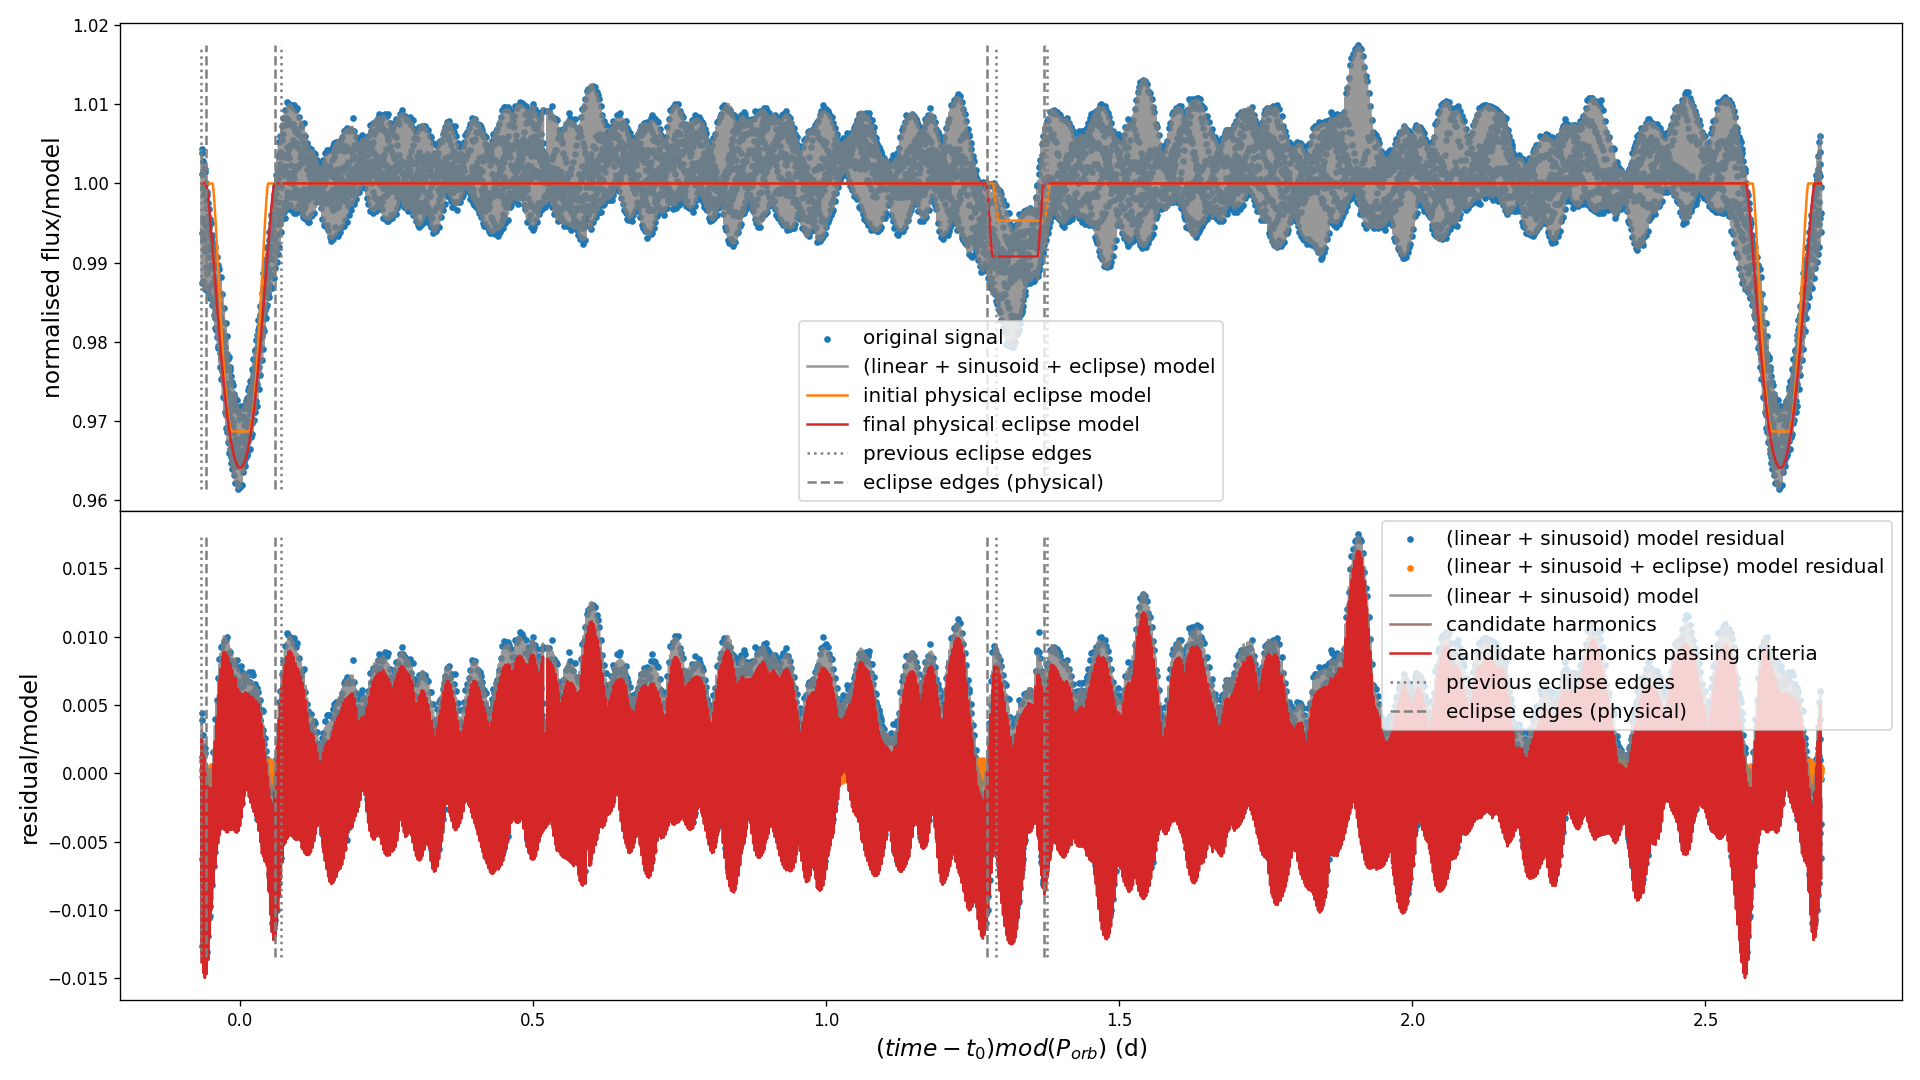 1.02
1.01
1.00
0.99
0.98
0.97
0.96
normalised flux/model
original signal
(linear + sinusoid + eclipse) model
initial physical eclipse model
final physical eclipse model
previous eclipse edges
eclipse edges (physical)
0.015
0.010
0.005
0.000
−0.005
−0.010
−0.015
residual/model
(linear + sinusoid) model residual
(linear + sinusoid + eclipse) model residual
(linear + sinusoid) model
candidate harmonics
candidate harmonics passing criteria
previous eclipse edges
eclipse edges (physical)
0.0 0.5 1.0 1.5 2.0 2.5
(time − t₀)mod(Pₒᵣb) (d)